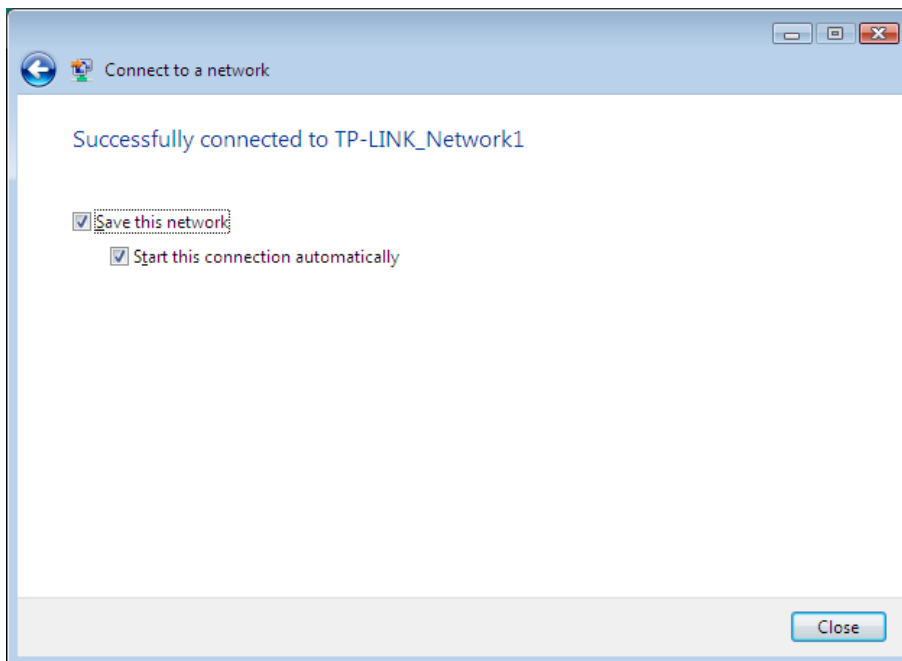 Connect to a network
Successfully connected to TP-LINK_Network1
Save this network
Start this connection automatically
Close